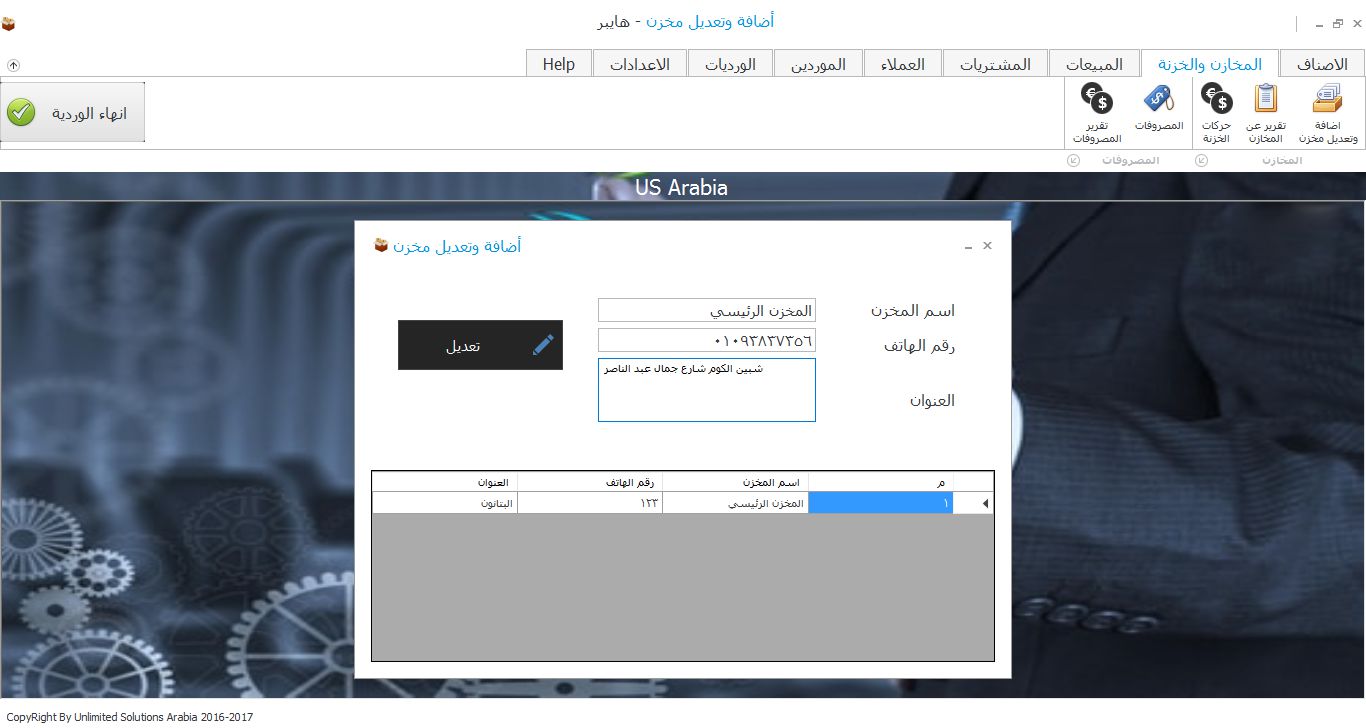 أضافة وتعديل مخزن - هايبر
الاصناف
المخازن والخزنة
المبيعات
المشتريات
العملاء
الموردين
الورديات
الاعدادات
Help
اضافة
وتعديل مخزن
تقرير عن
المخازن
حركات
الخزنة
المصروفات
تقرير
المصروفات
انهاء الوردية
المخازن
المصروفات
US Arabia
أضافة وتعديل مخزن
اسم المخزن
المخزن الرئيسي
رقم الهاتف
٠١٠٩٣٨٣٧٣٥٦
العنوان
شبين الكوم شارع جمال عبد الناصر
تعديل
م اسم المخزن رقم الهاتف العنوان
١ المخزن الرئيسي ١٢٣ البتانون
CopyRight By Unlimited Solutions Arabia 2016-2017